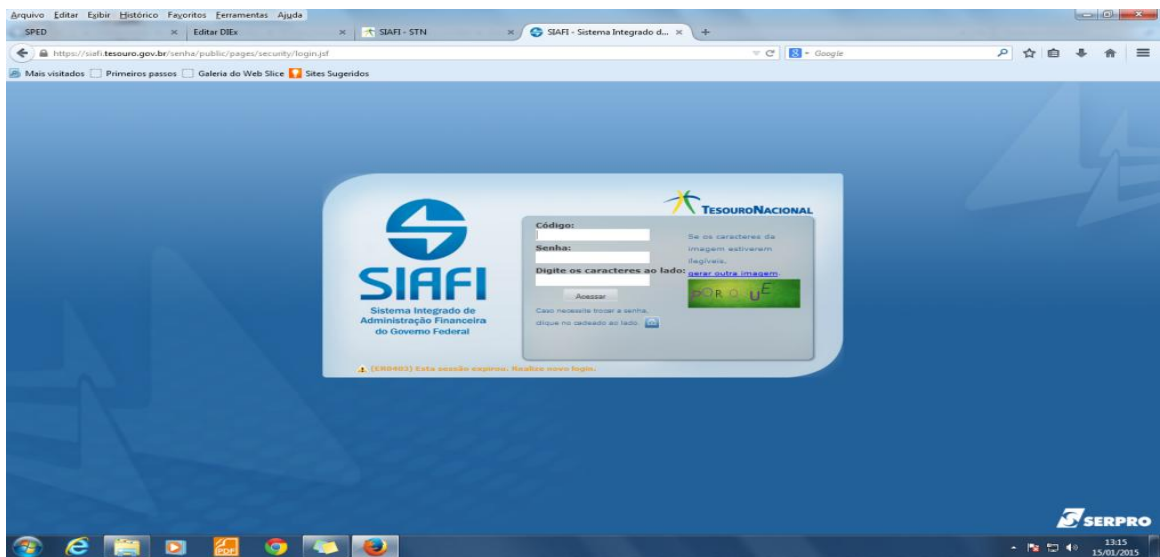 Arquivo Editar Exibir Histórico Favoritos Ferramentas Ajuda
SPED
Editar DIEx
SIAFI - STN
SIAFI - Sistema Integrado d...
https://siafi.tesouro.gov.br/senha/public/pages/security/login.jsf
Google
Mais visitados Primeiros passos Galeria do Web Slice Sites Sugeridos
TESOURONACIONAL
SIAFI
Sistema Integrado de
Administração Financeira
do Governo Federal
Código:
Senha:
Digite os caracteres ao lado:
Acessar
Caso necessite trocar a senha,
clique no cadeado ao lado.
Se os caracteres da
imagem estiverem
ilegíveis,
gerar outra imagem.
(ER0403) Esta sessão expirou. Realize novo login.
SERPRO
PDF
13:15
15/01/2015